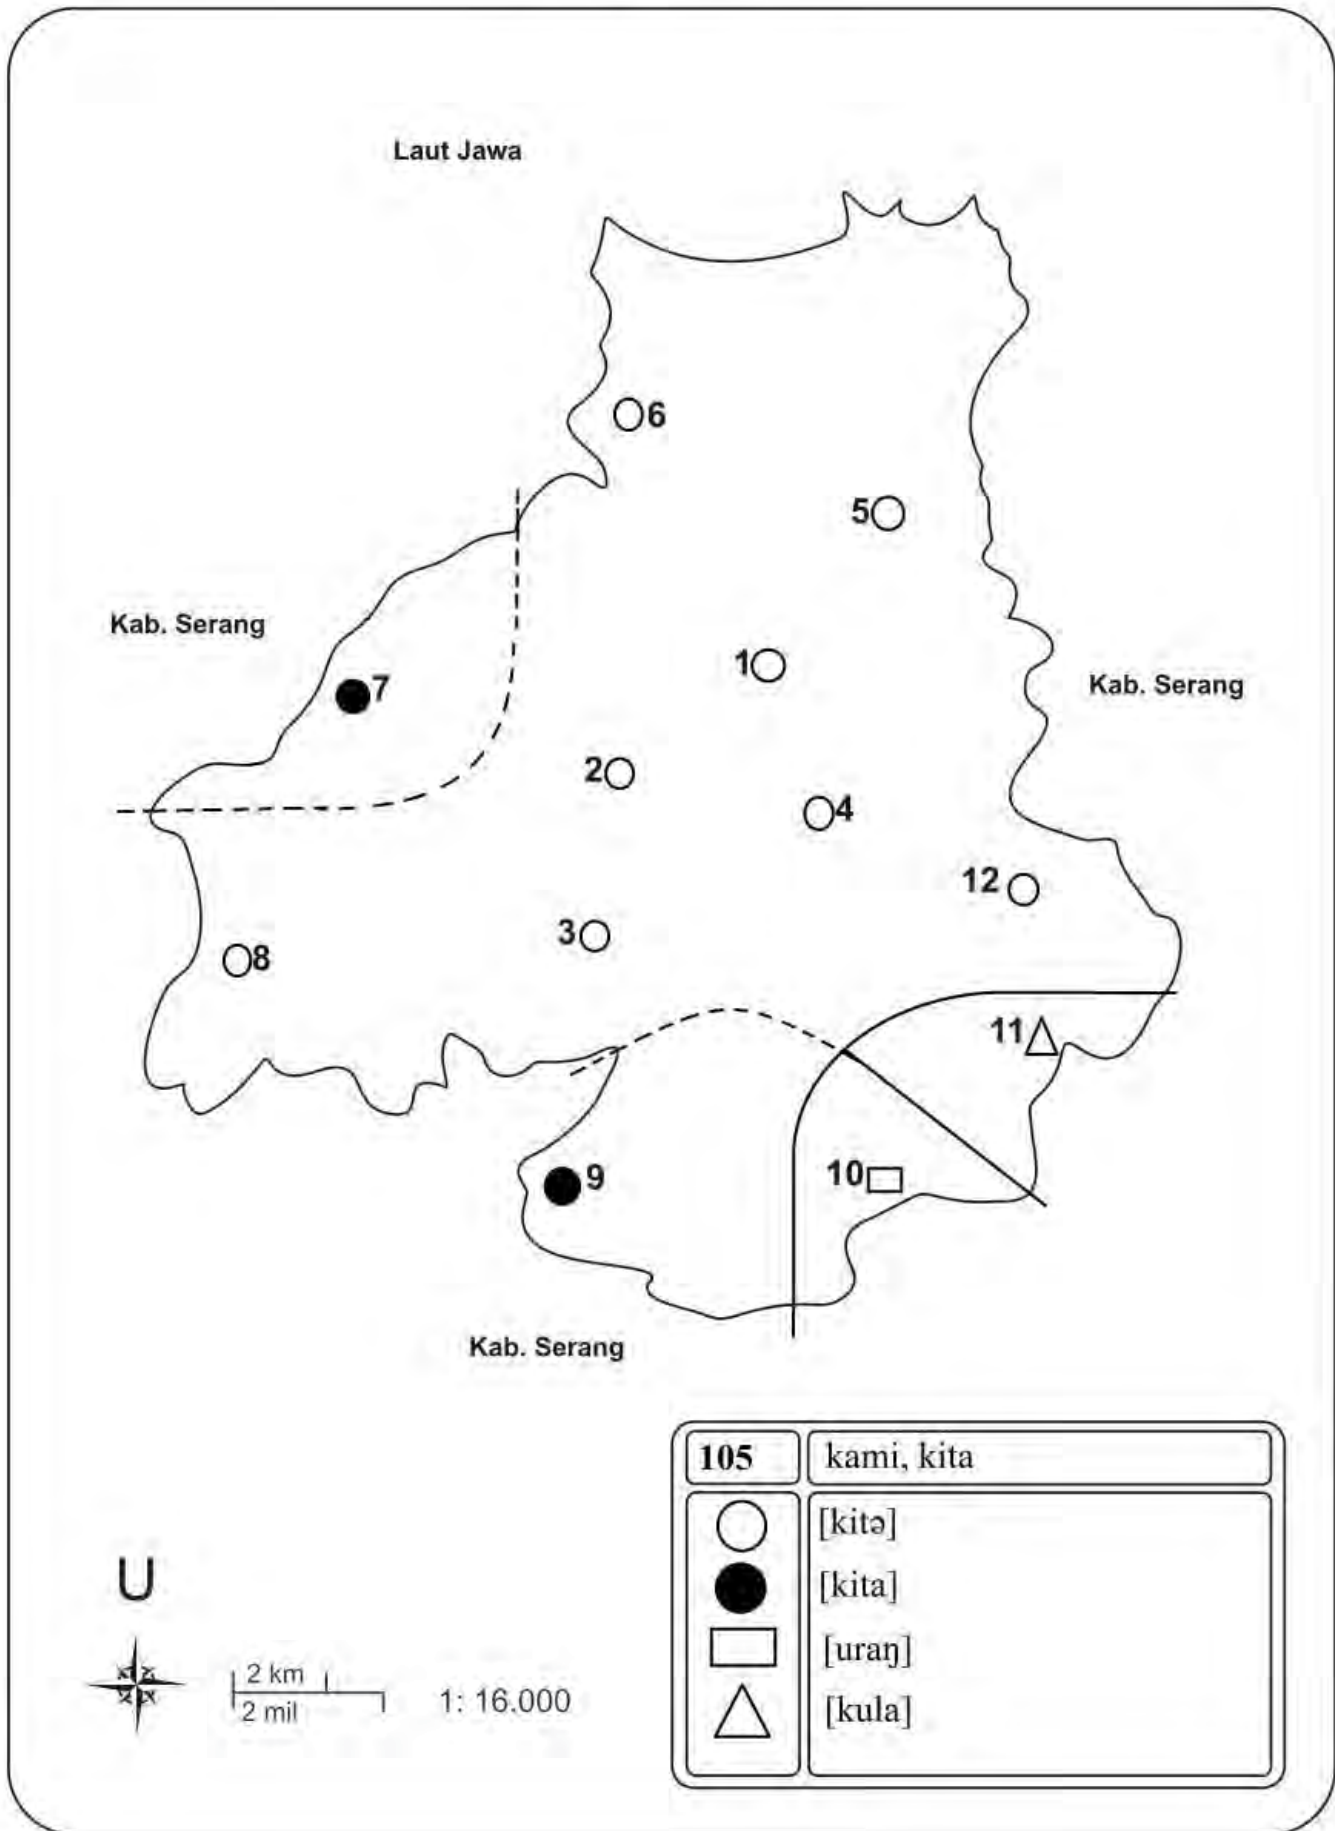 Laut Jawa
6
5
Kab. Serang
1
7
Kab. Serang
2
4
12
3
8
11
10
9
Kab. Serang
105 kami, kita
[kitə]
[kita]
[uraŋ]
[kula]
U
2 km
2 mil
1: 16.000